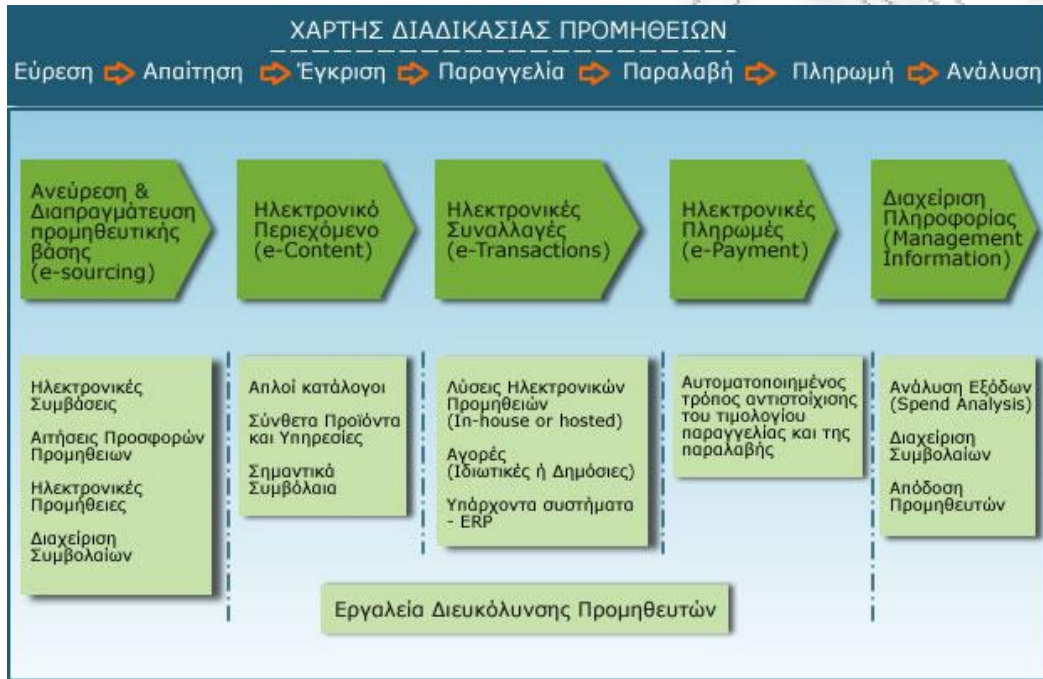 ΧΑΡΤΗΣ ΔΙΑΔΙΚΑΣΙΑΣ ΠΡΟΜΗΘΕΙΩΝ
Εύρεση Απαίτηση Έγκριση Παραγγελία Παραλαβή Πληρωμή Ανάλυση
Ανεύρεση &
Διαπραγμάτευση
προμηθευτικής
βάσης
(e-sourcing)
Ηλεκτρονικό
Περιεχόμενο
(e-Content)
Ηλεκτρονικές
Συναλλαγές
(e-Transactions)
Ηλεκτρονικές
Πληρωμές
(e-Payment)
Διαχείριση
Πληροφορίας
(Management
Information)
Ηλεκτρονικές
Συμβάσεις
Αιτήσεις Προσφορών
Προμηθειων
Ηλεκτρονικές
Προμήθειες
Διαχείριση
Συμβολαίων
Απλοί κατάλογοι
Σύνθετα Προϊόντα
και Υπηρεσίες
Σημαντικά
Συμβόλαια
Λύσεις Ηλεκτρονικών
Προμηθειών
(In-house or hosted)
Αγορές
(Ιδιωτικές ή Δημόσιες)
Υπάρχοντα συστήματα
- ERP
Αυτοματοποιημένος
τρόπος αντιστοίχισης
του τιμολογίου
παραγγελίας και της
παραλαβής
Ανάλυση Εξόδων
(Spend Analysis)
Διαχείριση
Συμβολαίων
Απόδοση
Προμηθευτών
Εργαλεία Διευκόλυνσης Προμηθευτών